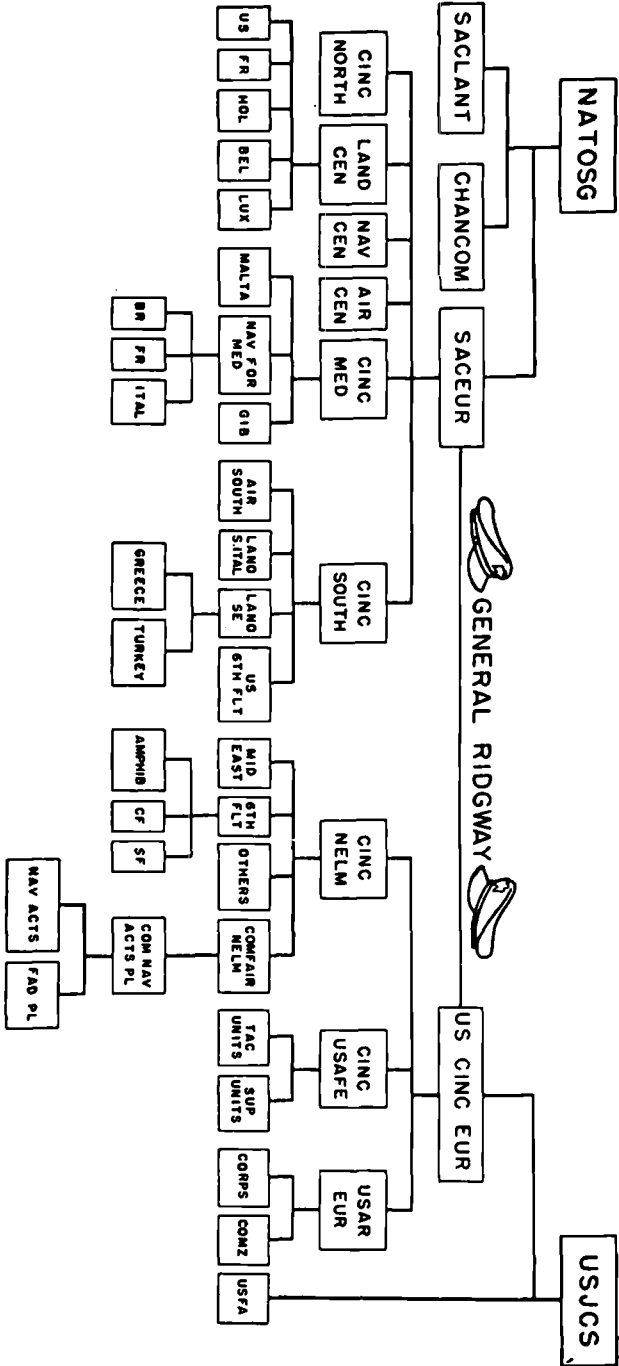 NATOSG
USJCS
SACLANT
CHANCOM
SACEUR
GENERAL RIDGWAY
US CINC EUR
CINC
NORTH
LAND
CEN
NAV
CEN
AIR
CEN
CINC
MED
CINC
SOUTH
CINC
NELM
CINC
USAFE
USAR
EUR
US
FR
HOL
BEL
LUX
MALTA
NAV FOR
MED
GIB
AIR
SOUTH
LAND
S.ITAL
LAND
SE
US
6TH FLT
MID
EAST
6TH
FLT
OTHERS
COMFAIR
NELM
TAC
UNITS
SUP
UNITS
CORPS
COMZ
USFA
BR
FR
ITAL
GREECE
TURKEY
AMPHIB
CF
SF
COM NAV
ACTS PL
NAV ACTS
FAD PL